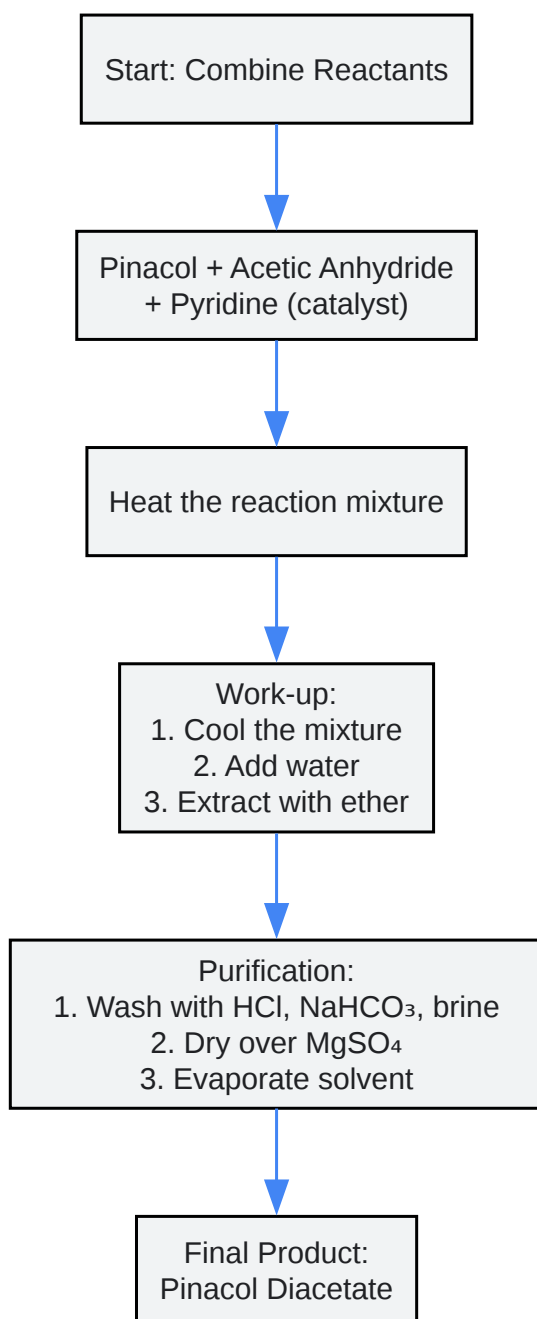 Start: Combine Reactants
Pinacol + Acetic Anhydride
+ Pyridine (catalyst)
Heat the reaction mixture
Work-up:
1. Cool the mixture
2. Add water
3. Extract with ether
Purification:
1. Wash with HCl, NaHCO₃, brine
2. Dry over MgSO₄
3. Evaporate solvent
Final Product:
Pinacol Diacetate